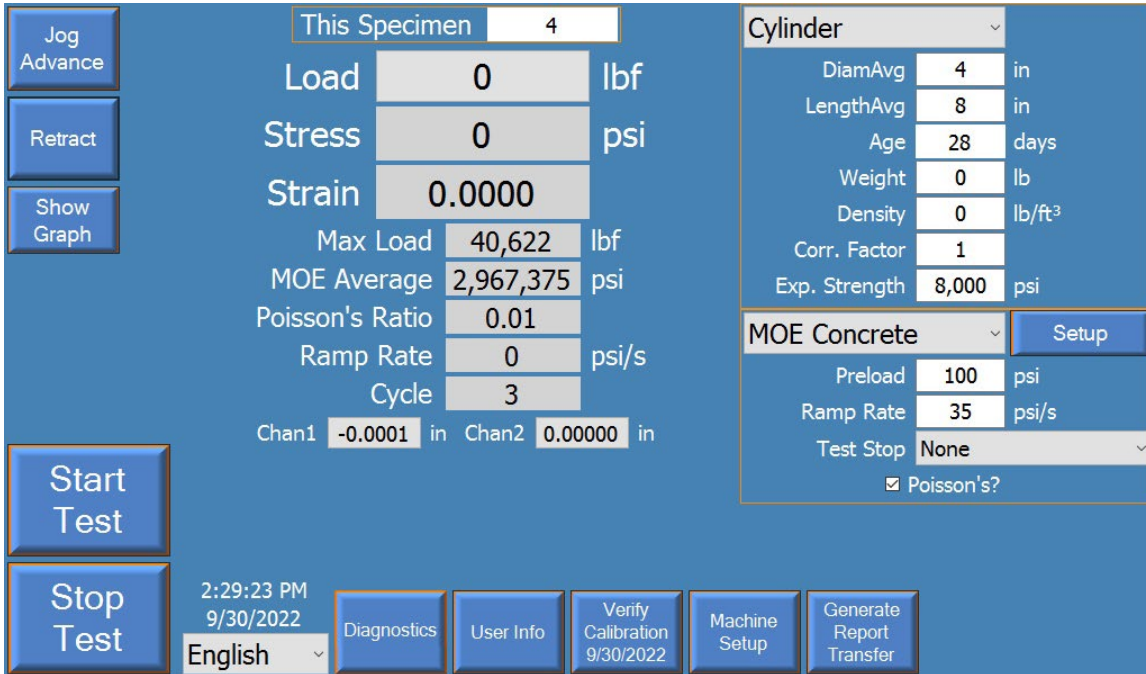 Jog
Advance
Retract
Show
Graph
This Specimen 4
Load 0 lbf
Stress 0 psi
Strain 0.0000
Max Load 40,622 lbf
MOE Average 2,967,375 psi
Poisson's Ratio 0.01
Ramp Rate 0 psi/s
Cycle 3
Chan1 -0.0001 in Chan2 0.00000 in
Cylinder
DiamAvg 4 in
LengthAvg 8 in
Age 28 days
Weight 0 lb
Density 0 lb/ft³
Corr. Factor 1
Exp. Strength 8,000 psi
MOE Concrete Setup
Preload 100 psi
Ramp Rate 35 psi/s
Test Stop None
Poisson's?
Start
Test
Stop
Test
2:29:23 PM
9/30/2022
English
Diagnostics
User Info
Verify
Calibration
9/30/2022
Machine
Setup
Generate
Report
Transfer